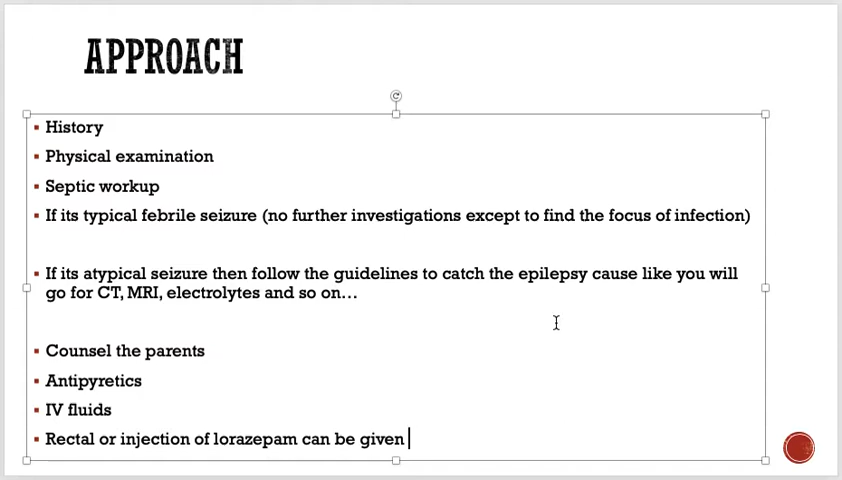 APPROACH
History
Physical examination
Septic workup
If its typical febrile seizure (no further investigations except to find the focus of infection)
If its atypical seizure then follow the guidelines to catch the epilepsy cause like you will
go for CT, MRI, electrolytes and so on...
Counsel the parents
Antipyretics
IV fluids
Rectal or injection of lorazepam can be given